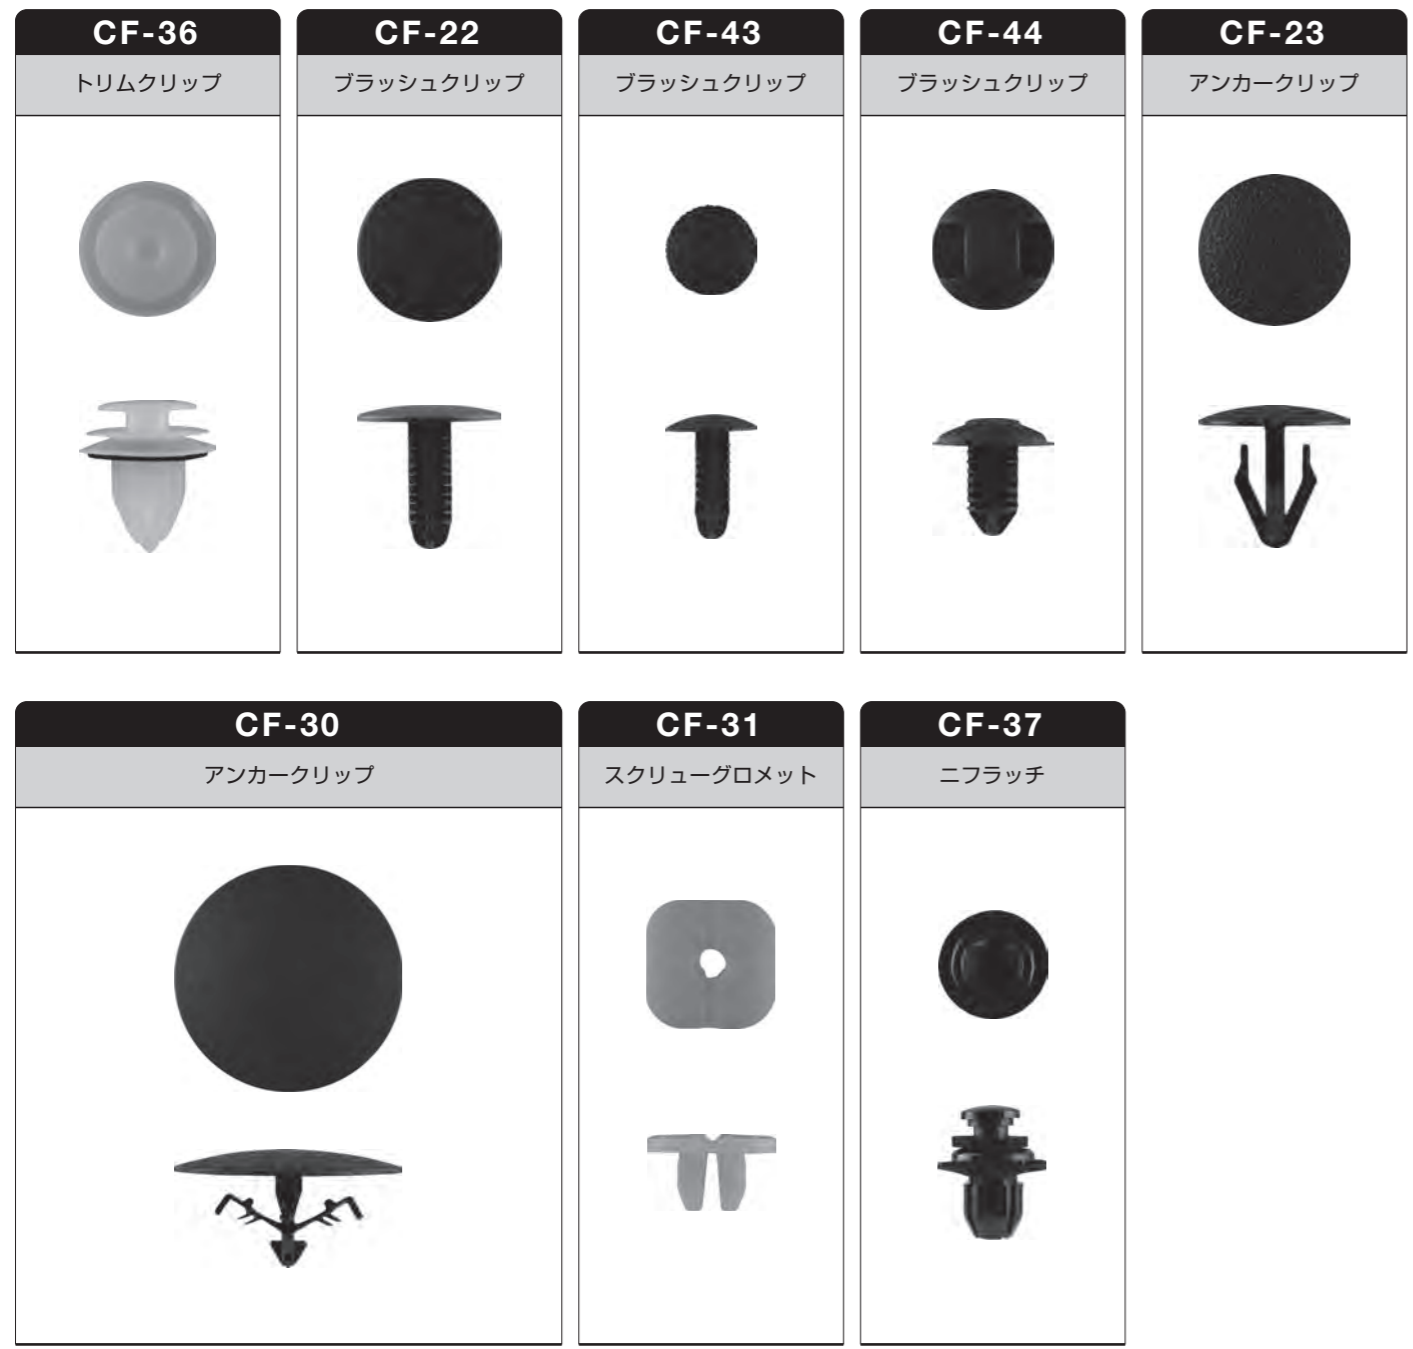 CF-36
トリムクリップ
CF-22
ブラッシュクリップ
CF-43
ブラッシュクリップ
CF-44
ブラッシュクリップ
CF-23
アンカークリップ
CF-30
アンカークリップ
CF-31
スクリューグロメット
CF-37
ニフラッチ